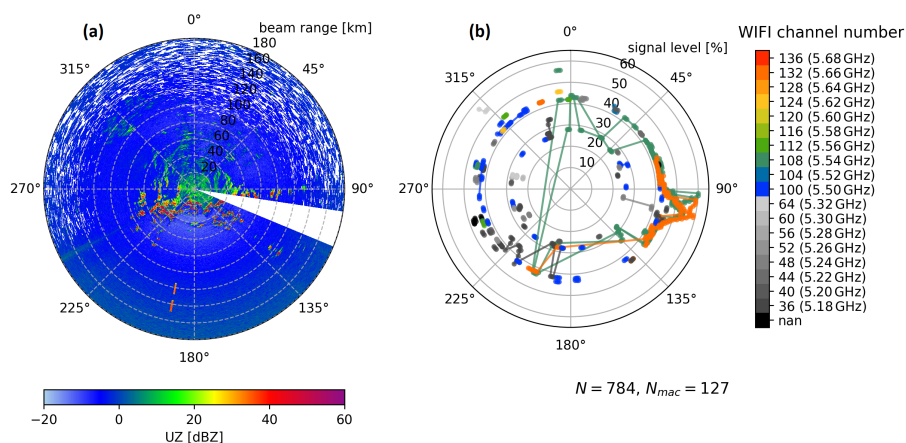 (a)
0°
beam range [km]
180
160
140
120
100
80
60
40
20
45°
90°
135°
180°
225°
270°
315°
−20
0
20
40
60
UZ [dBZ]
(b)
0°
signal level [%]
60
50
40
30
20
10
45°
90°
135°
180°
225°
270°
315°
N = 784, N_mac = 127
WIFI channel number
136 (5.68 GHz)
132 (5.66 GHz)
128 (5.64 GHz)
124 (5.62 GHz)
120 (5.60 GHz)
116 (5.58 GHz)
112 (5.56 GHz)
108 (5.54 GHz)
104 (5.52 GHz)
100 (5.50 GHz)
64 (5.32 GHz)
60 (5.30 GHz)
56 (5.28 GHz)
52 (5.26 GHz)
48 (5.24 GHz)
44 (5.22 GHz)
40 (5.20 GHz)
36 (5.18 GHz)
nan